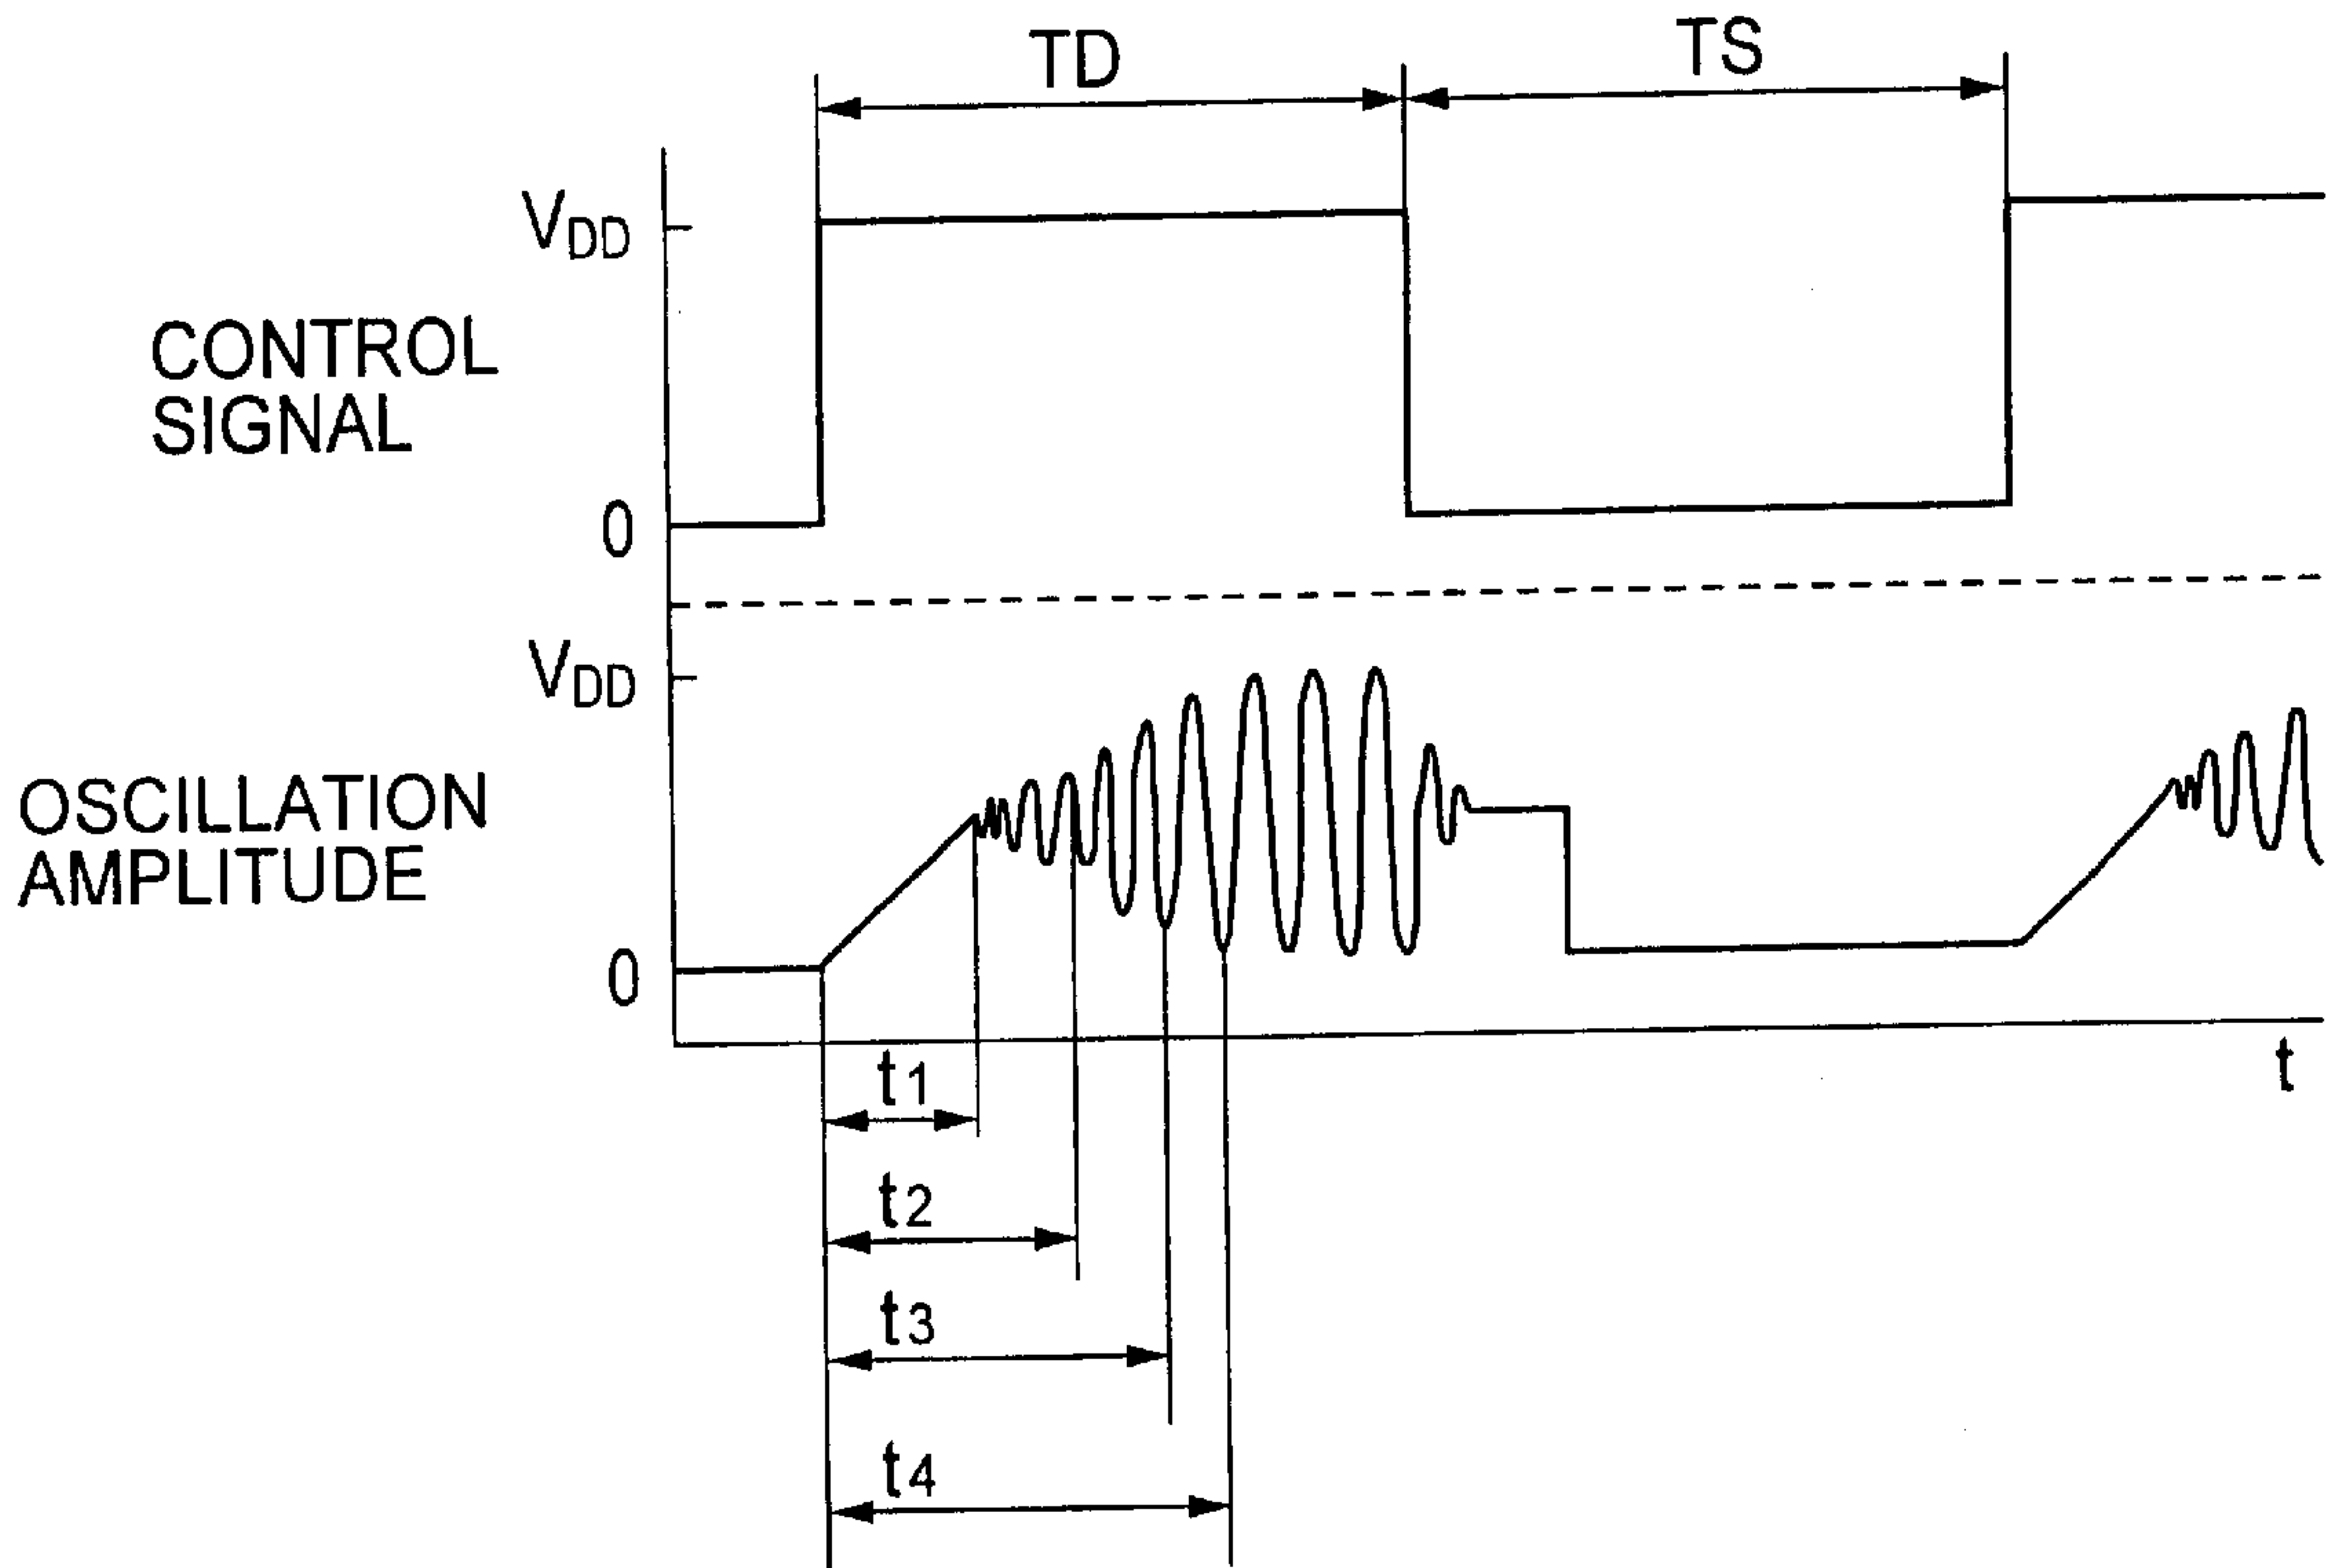 TD
TS
VDD
CONTROL
SIGNAL
0
VDD
OSCILLATION
AMPLITUDE
0
t
t1
t2
t3
t4